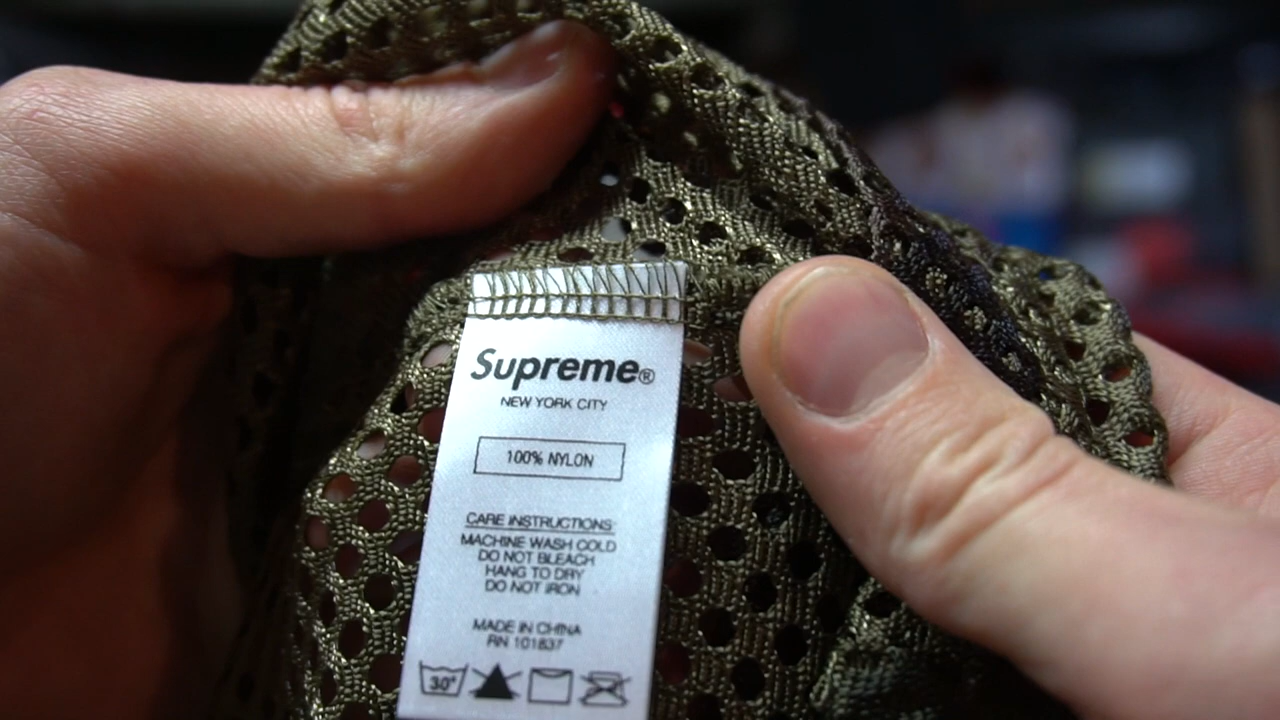 Supreme®
NEW YORK CITY
100% NYLON
CARE INSTRUCTIONS:
MACHINE WASH COLD
DO NOT BLEACH
HANG TO DRY
DO NOT IRON
MADE IN CHINA
RN 101837
30°